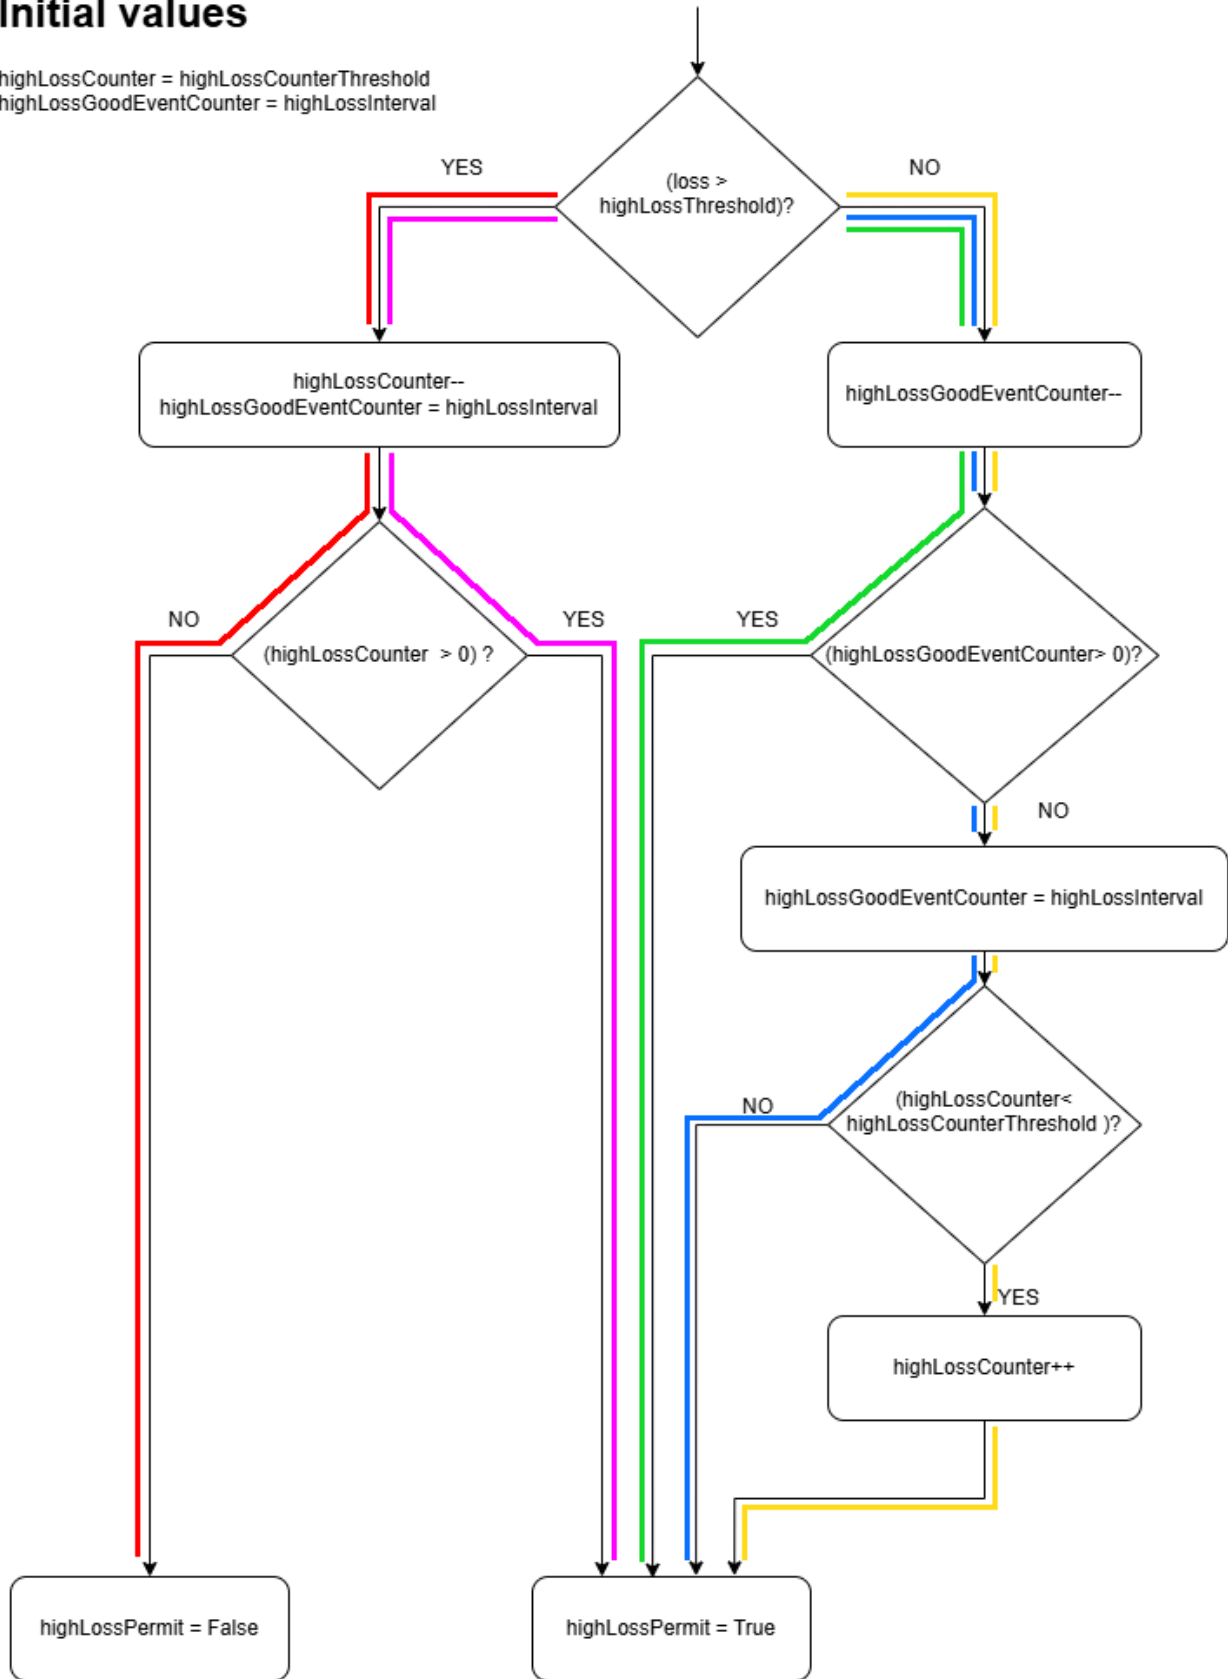 Initial values
highLossCounter = highLossCounterThreshold
highLossGoodEventCounter = highLossInterval
YES
NO
(loss >
highLossThreshold)?
highLossCounter--
highLossGoodEventCounter = highLossInterval
highLossGoodEventCounter--
NO
(highLossCounter  > 0) ?
YES
YES
(highLossGoodEventCounter> 0)?
NO
highLossGoodEventCounter = highLossInterval
NO
(highLossCounter<
highLossCounterThreshold )?
YES
highLossCounter++
highLossPermit = False
highLossPermit = True